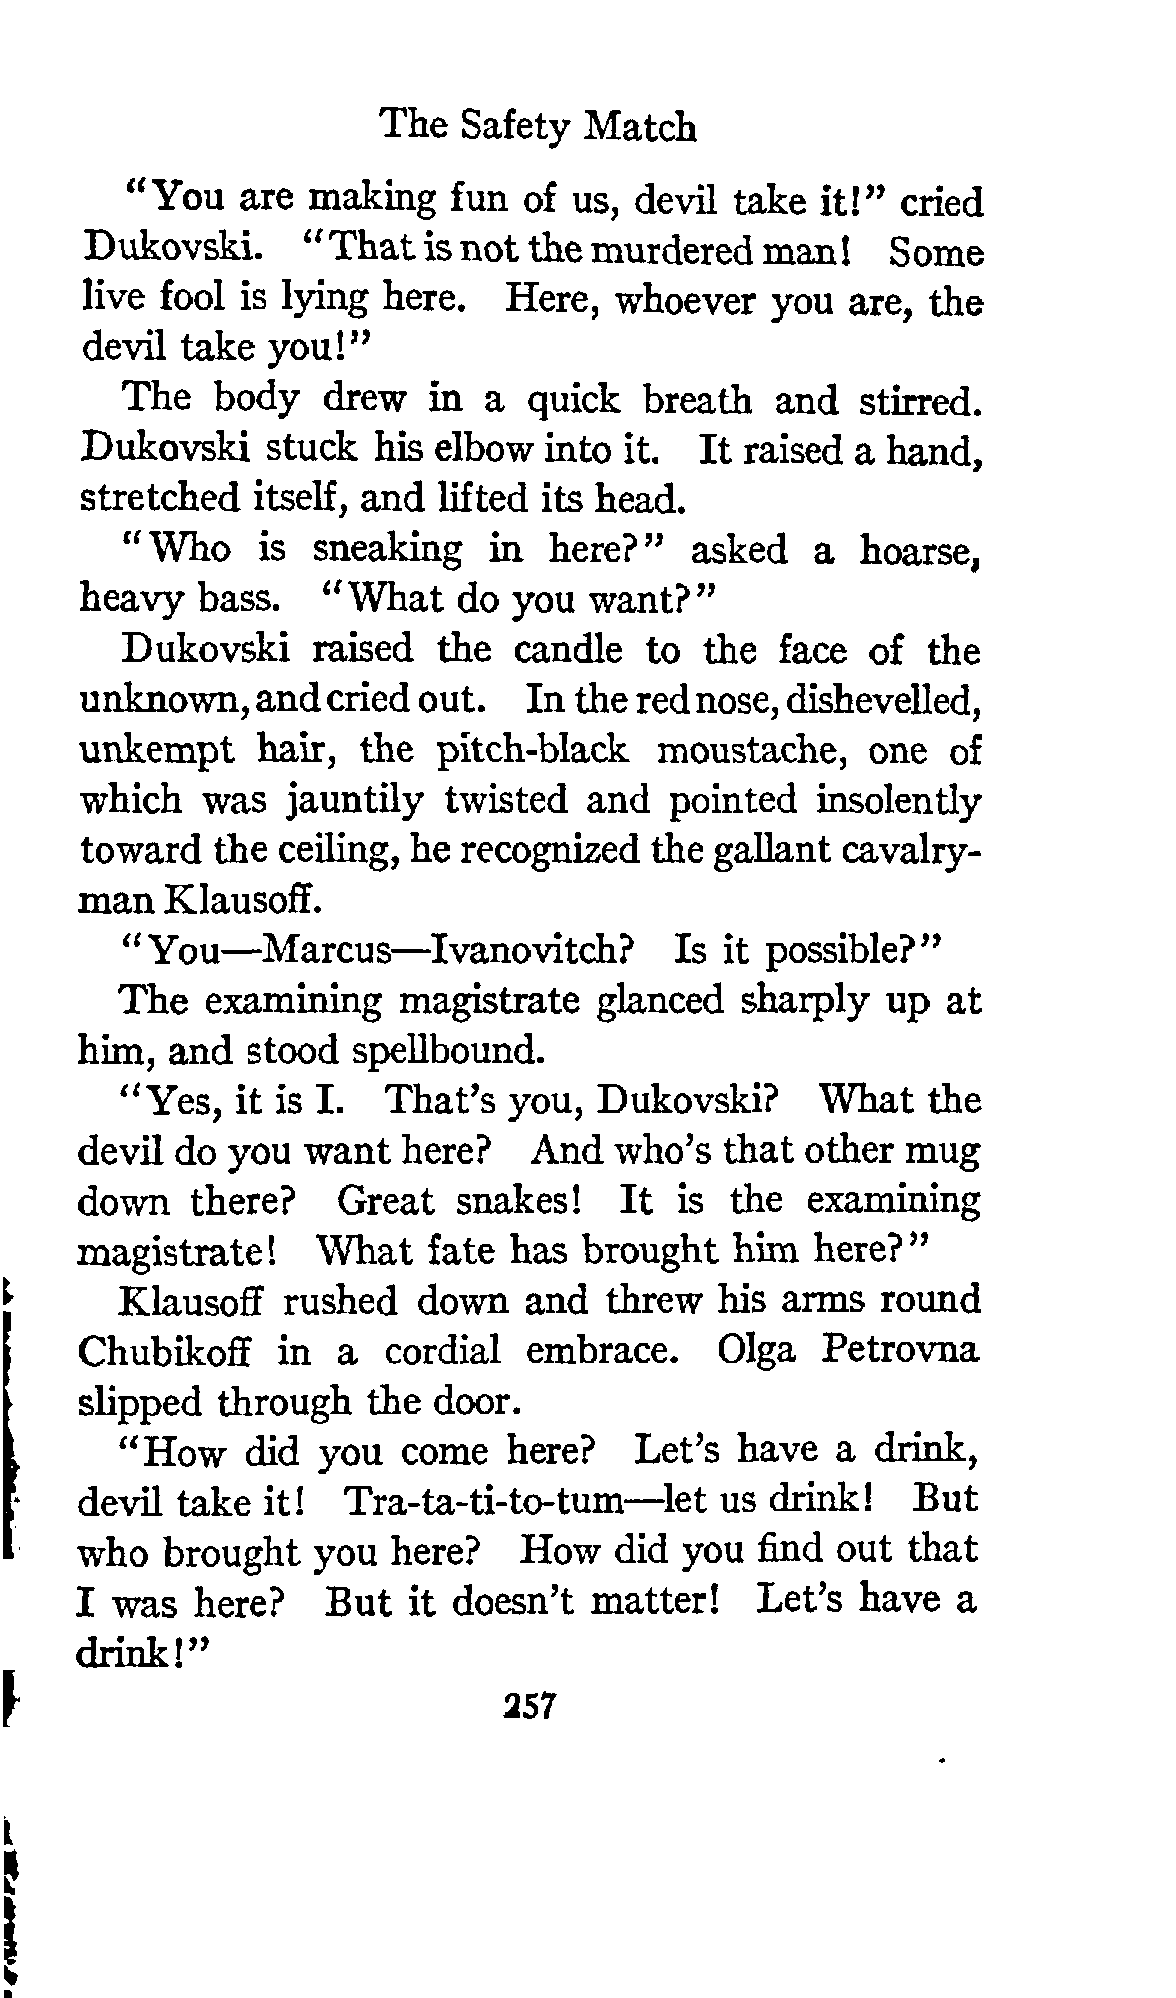 The Safety Match
"You are making fun of us, devil take it!" cried
Dukovski. "That is not the murdered man! Some
live fool is lying here. Here, whoever you are, the
devil take you!"
The body drew in a quick breath and stirred.
Dukovski stuck his elbow into it. It raised a hand,
stretched itself, and lifted its head.
"Who is sneaking in here?" asked a hoarse,
heavy bass. "What do you want?"
Dukovski raised the candle to the face of the
unknown, and cried out. In the red nose, dishevelled,
unkempt hair, the pitch-black moustache, one of
which was jauntily twisted and pointed insolently
toward the ceiling, he recognized the gallant cavalry-
man Klausoff.
"You—Marcus—Ivanovitch? Is it possible?"
The examining magistrate glanced sharply up at
him, and stood spellbound.
"Yes, it is I. That's you, Dukovski? What the
devil do you want here? And who's that other mug
down there? Great snakes! It is the examining
magistrate! What fate has brought him here?"
Klausoff rushed down and threw his arms round
Chubikoff in a cordial embrace. Olga Petrovna
slipped through the door.
"How did you come here? Let's have a drink,
devil take it! Tra-ta-ti-to-tum—let us drink! But
who brought you here? How did you find out that
I was here? But it doesn't matter! Let's have a
drink!"
257